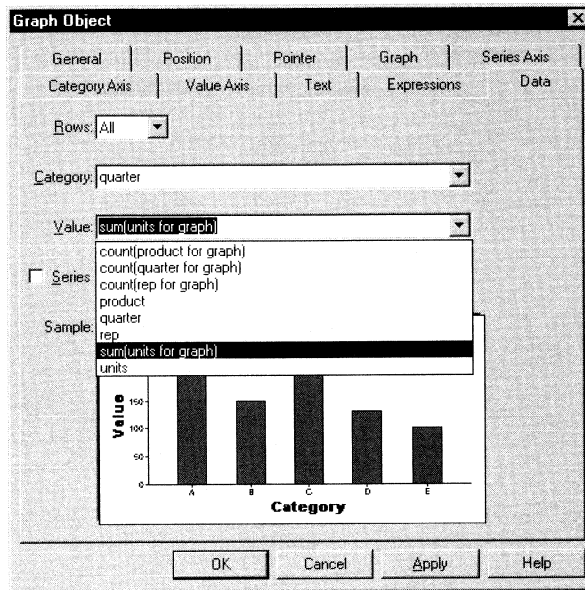 Graph Object
General Position Pointer Graph Series Axis
Category Axis Value Axis Text Expressions Data
Rows: All
Category: quarter
Value: sum(units for graph)
count(product for graph)
count(quarter for graph)
count(rep for graph)
product
quarter
rep
sum(units for graph)
units
Series
Sample:
Value
150
100
50
0
A B C D E
Category
OK Cancel Apply Help